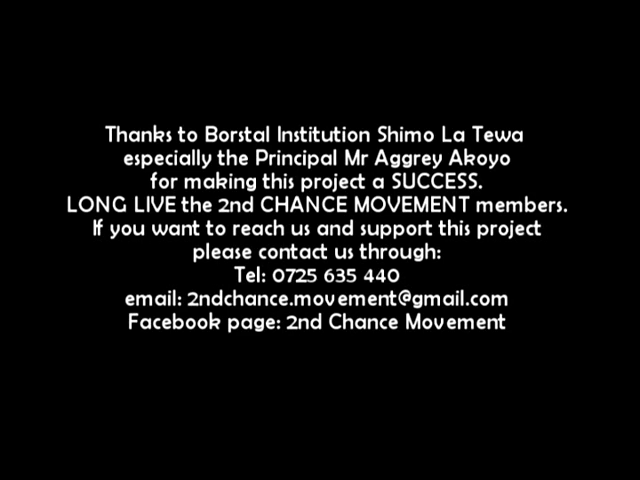 Thanks to Borstal Institution Shimo La Tewa
especially the Principal Mr Aggrey Akoyo
for making this project a SUCCESS.
LONG LIVE the 2nd CHANCE MOVEMENT members.
If you want to reach us and support this project
please contact us through:
Tel: 0725 635 440
email: 2ndchance.movement@gmail.com
Facebook page: 2nd Chance Movement